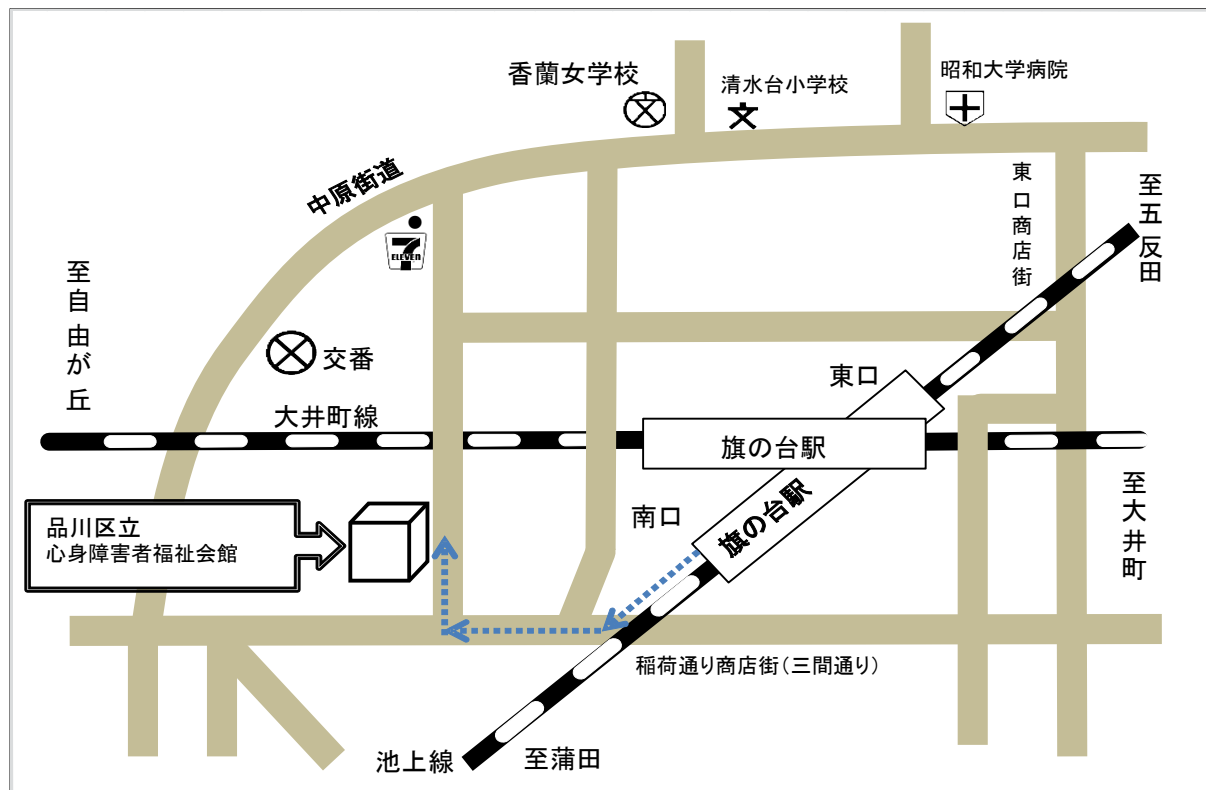 香蘭女学校
清水台小学校
昭和大学病院
中原街道
東口商店街
至五反田
7
ELEVEN
至自由が丘
交番
東口
大井町線
旗の台駅
旗の台駅
南口
至大井町
品川区立
心身障害者福祉会館
稲荷通り商店街(三間通り)
池上線
至蒲田